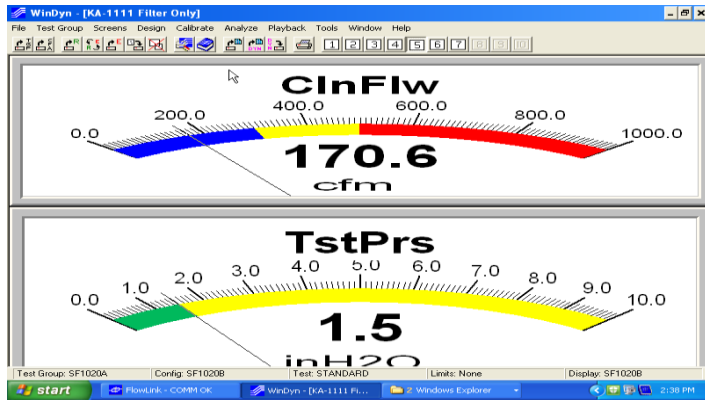 WinDyn - [KA-1111 Filter Only]
File Test Group Screens Design Calibrate Analyze Playback Tools Window Help
1 2 3 4 5 6 7 8 9 10
ClnFlw
0.0 200.0 400.0 600.0 800.0 1000.0
170.6
cfm
TstPrs
0.0 1.0 2.0 3.0 4.0 5.0 6.0 7.0 8.0 9.0 10.0
1.5
inH2O
Test Group: SF1020A Config: SF1020B Test: STANDARD Limits: None Display: SF1020B
start FlowLink - COMM OK WinDyn - [KA-1111 Fi... 2 Windows Explorer 2:38 PM